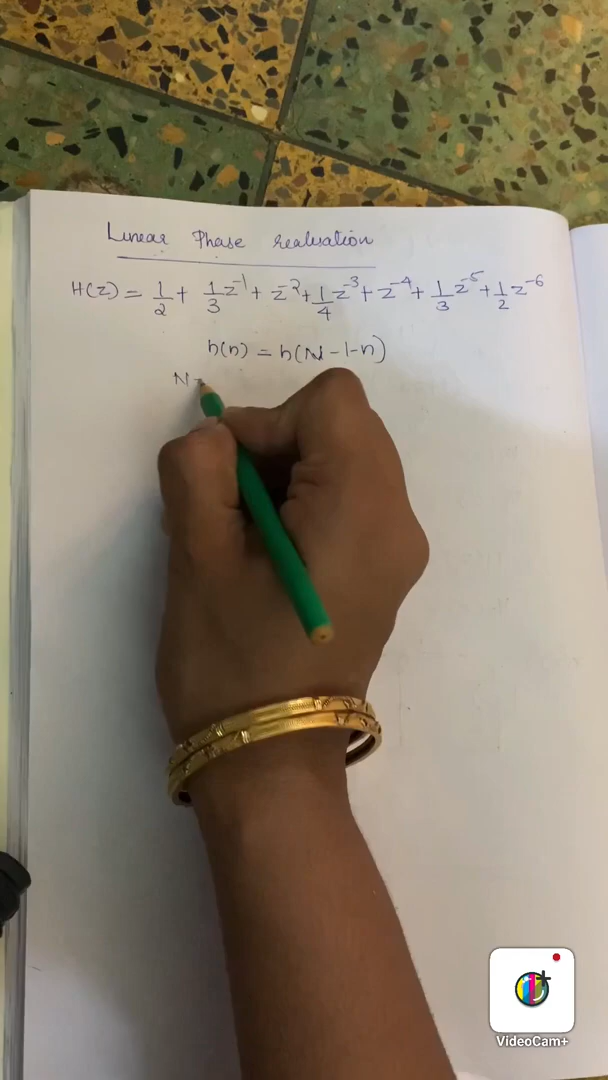 Linear Phase realisation
H(z) = 1/2 + 1/3 z^-1 + z^-2 + 1/4 z^-3 + z^-4 + 1/3 z^-5 + 1/2 z^-6
h(n) = h(N-1-n)
N =
VideoCam+